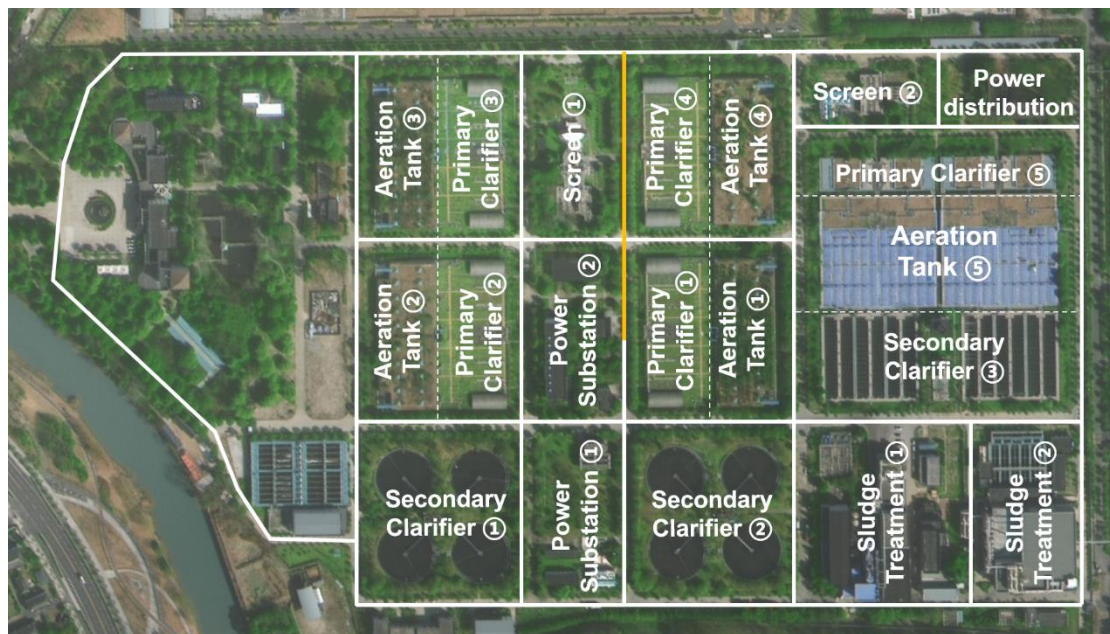 Aeration
Tank ③
Primary
Clarifier ③
Screen ①
Primary
Clarifier ④
Aeration
Tank ④
Screen ②
Power
distribution
Primary Clarifier ⑤
Aeration
Tank ⑤
Secondary
Clarifier ③
Aeration
Tank ②
Primary
Clarifier ②
Power
Substation ②
Primary
Clarifier ①
Aeration
Tank ①
Secondary
Clarifier ①
Power
Substation ①
Secondary
Clarifier ②
Sludge
Treatment ①
Sludge
Treatment ②